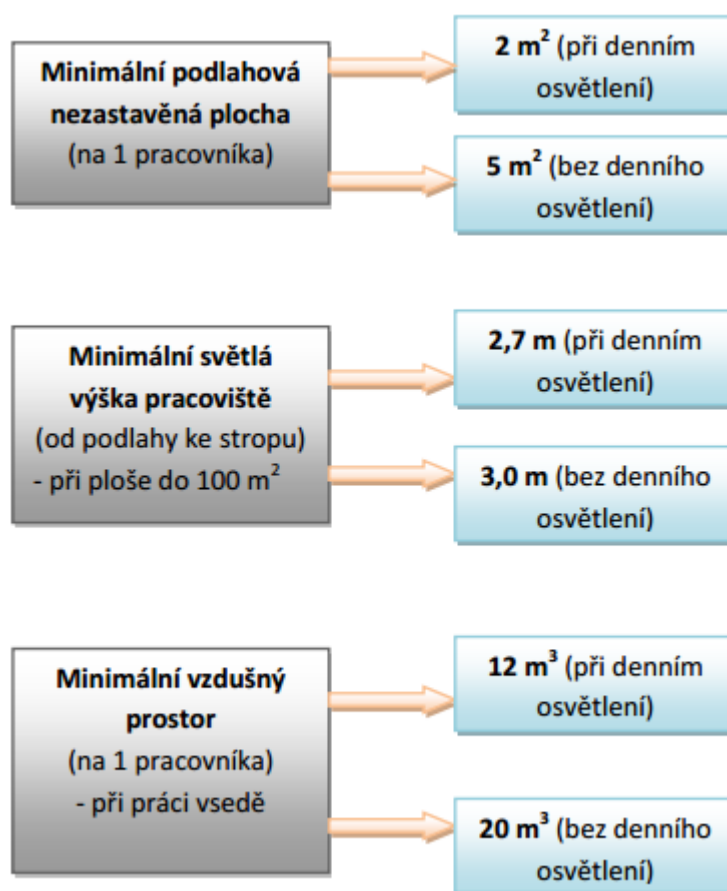 Minimální podlahová
nezastavěná plocha
(na 1 pracovníka)
2 m² (při denním
osvětlení)
5 m² (bez denního
osvětlení)
Minimální světlá
výška pracoviště
(od podlahy ke stropu)
- při ploše do 100 m²
2,7 m (při denním
osvětlení)
3,0 m (bez denního
osvětlení)
Minimální vzdušný
prostor
(na 1 pracovníka)
- při práci vsedě
12 m³ (při denním
osvětlení)
20 m³ (bez denního
osvětlení)